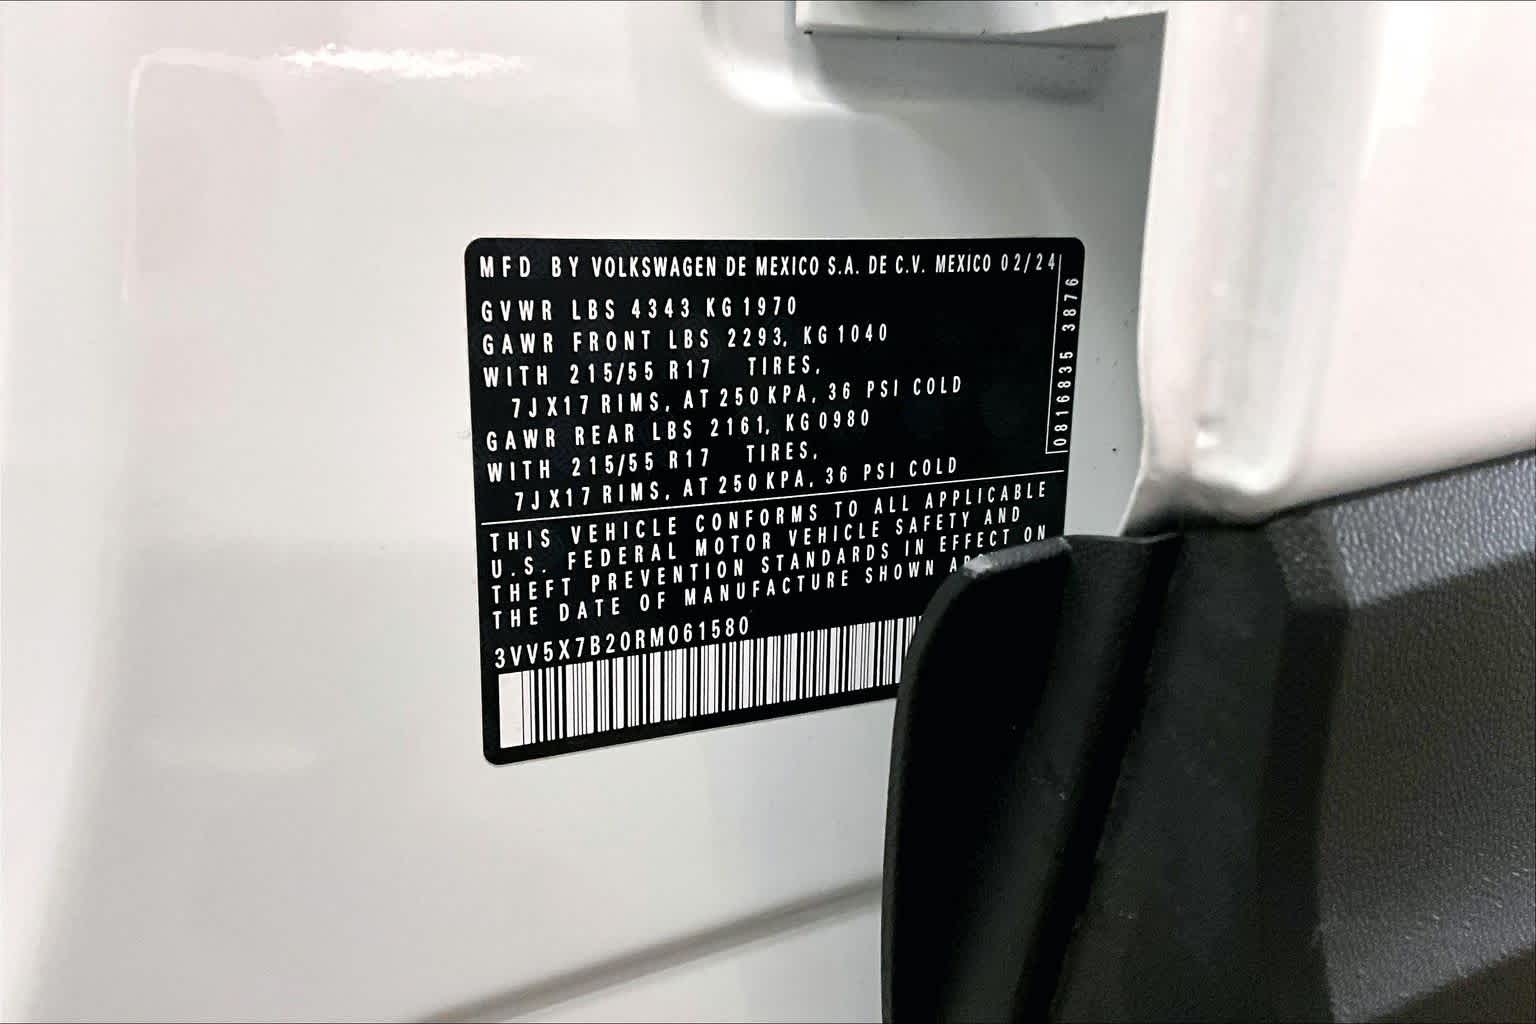 MFD BY VOLKSWAGEN DE MEXICO S.A. DE C.V. MEXICO 02/24
GVWR LBS 4343 KG 1970
GAWR FRONT LBS 2293, KG 1040
WITH 215/55 R17 TIRES,
7JX17 RIMS, AT 250 KPA, 36 PSI COLD
GAWR REAR LBS 2161, KG 0980
WITH 215/55 R17 TIRES,
7JX17 RIMS, AT 250 KPA, 36 PSI COLD
0816835 3876
THIS VEHICLE CONFORMS TO ALL APPLICABLE
U.S. FEDERAL MOTOR VEHICLE SAFETY AND
THEFT PREVENTION STANDARDS IN EFFECT ON
THE DATE OF MANUFACTURE SHOWN
3VV5X7B20RM061580